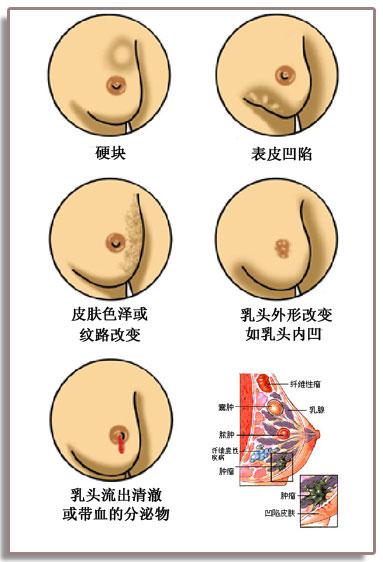 硬块
表皮凹陷
皮肤色泽或
纹路改变
乳头外形改变
如乳头内凹
乳头流出清澈
或带血的分泌物
纤维性瘤
囊肿
乳腺
脓肿
纤维囊性
肿瘤
肿瘤
凹陷皮肤